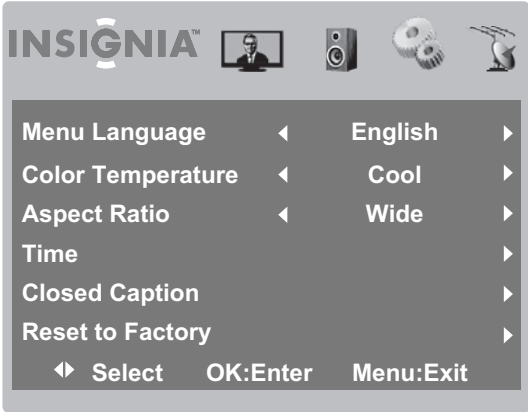 INSIGNIA™
Menu Language English
Color Temperature Cool
Aspect Ratio Wide
Time
Closed Caption
Reset to Factory
Select OK:Enter Menu:Exit